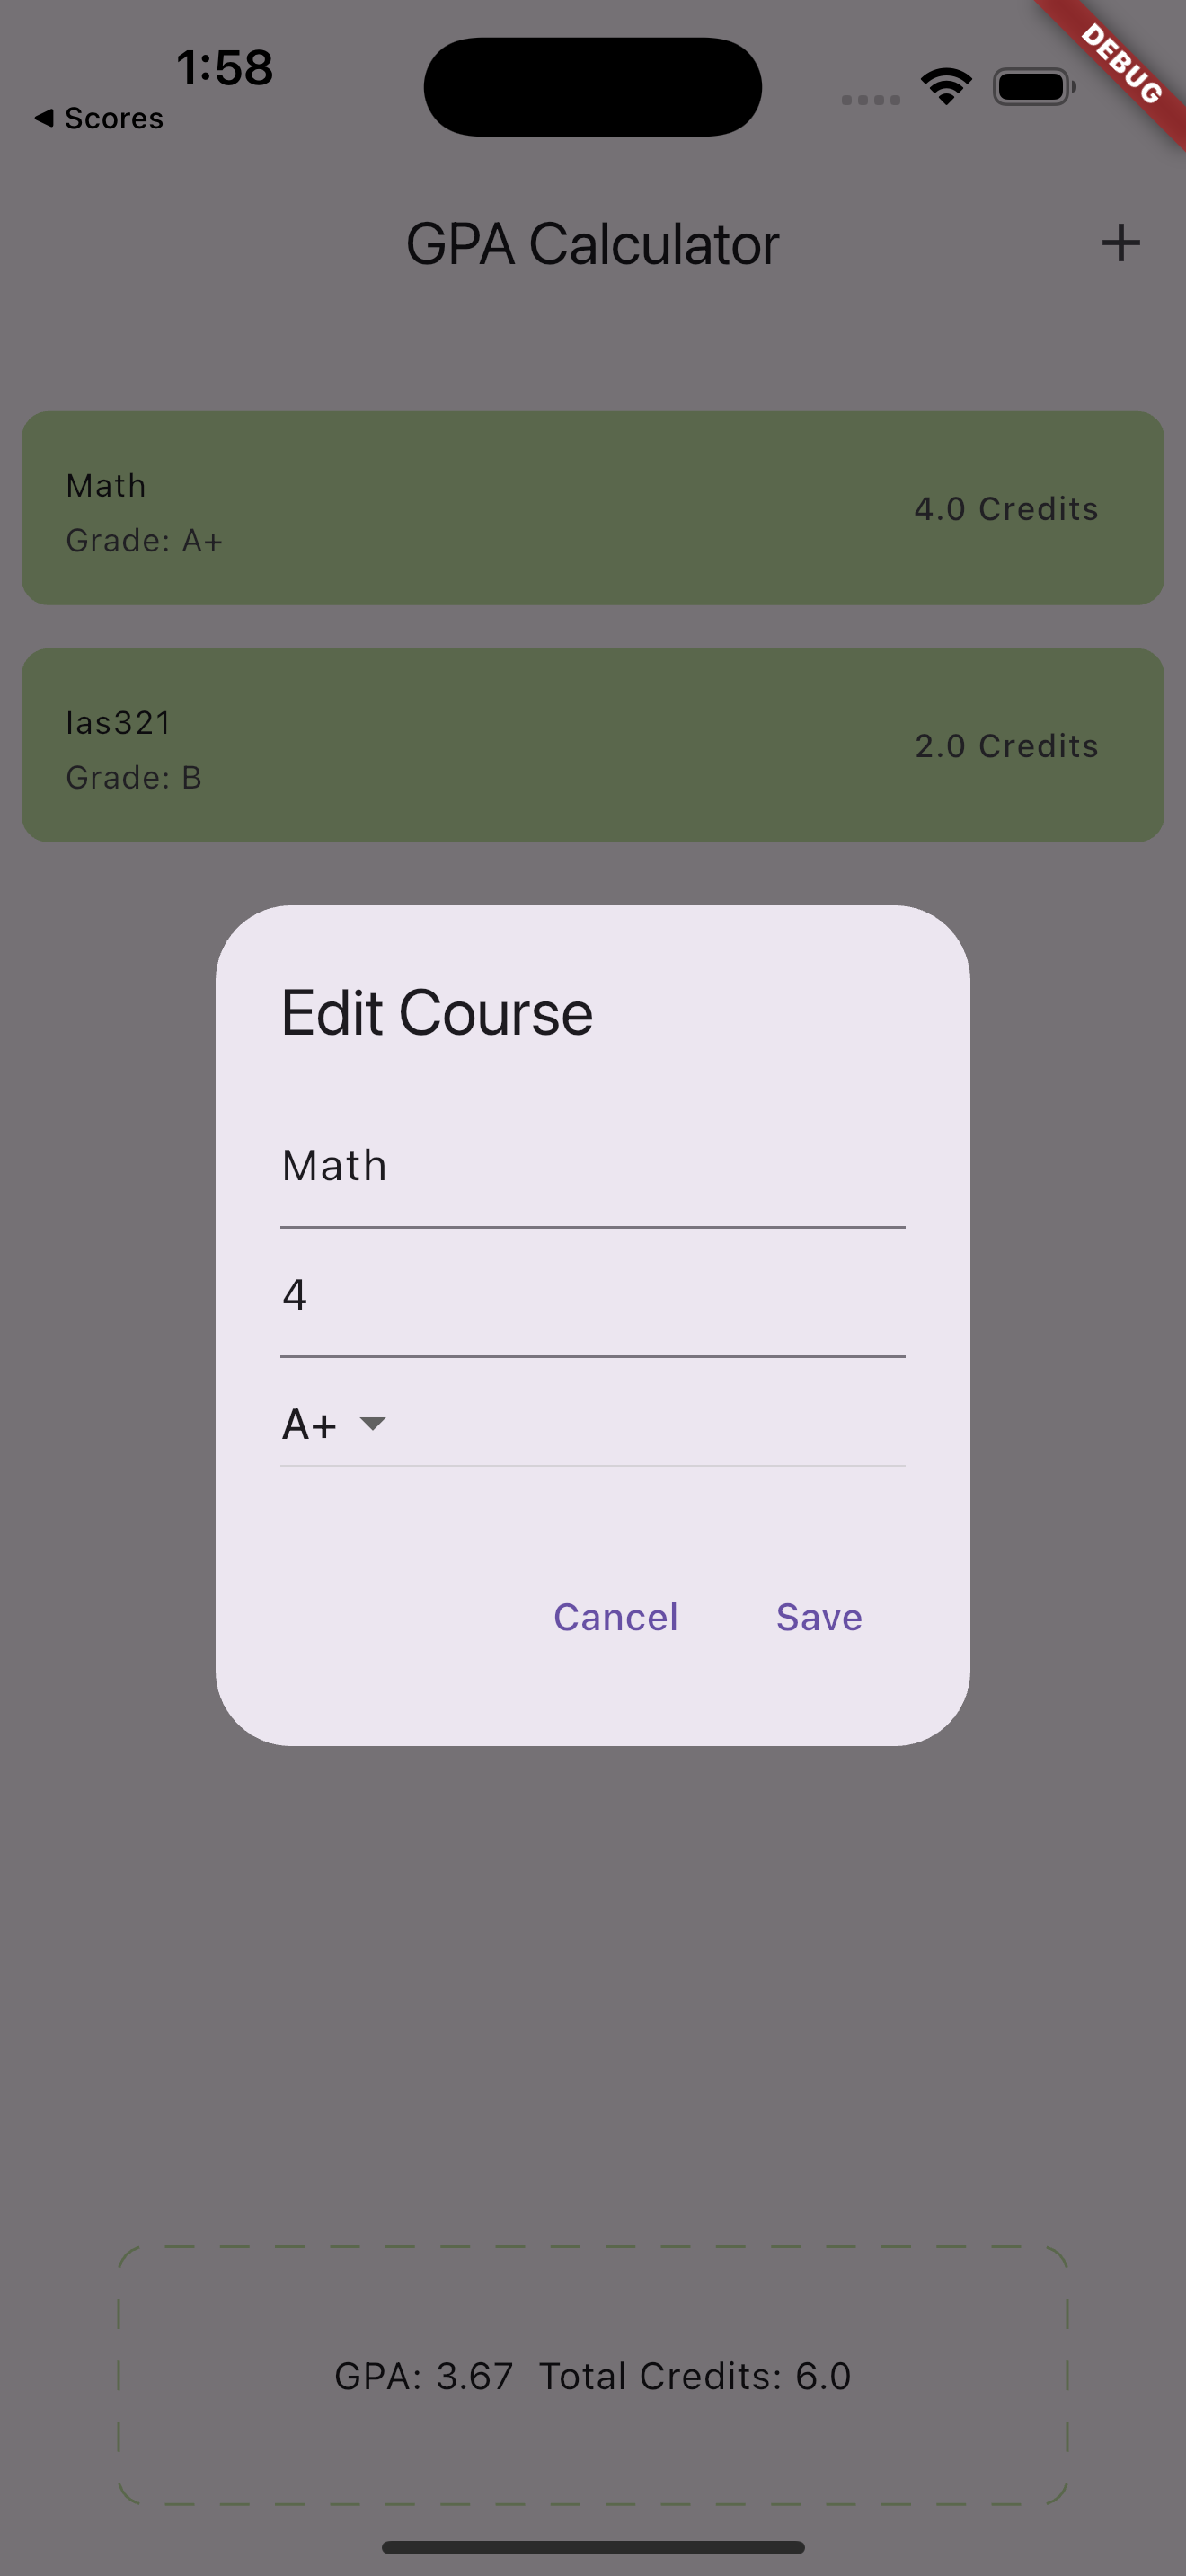 1:58
DEBUG
◀ Scores
GPA Calculator
+
Math
4.0 Credits
Grade: A+
las321
2.0 Credits
Grade: B
Edit Course
Math
4
A+
Cancel Save
GPA: 3.67 Total Credits: 6.0